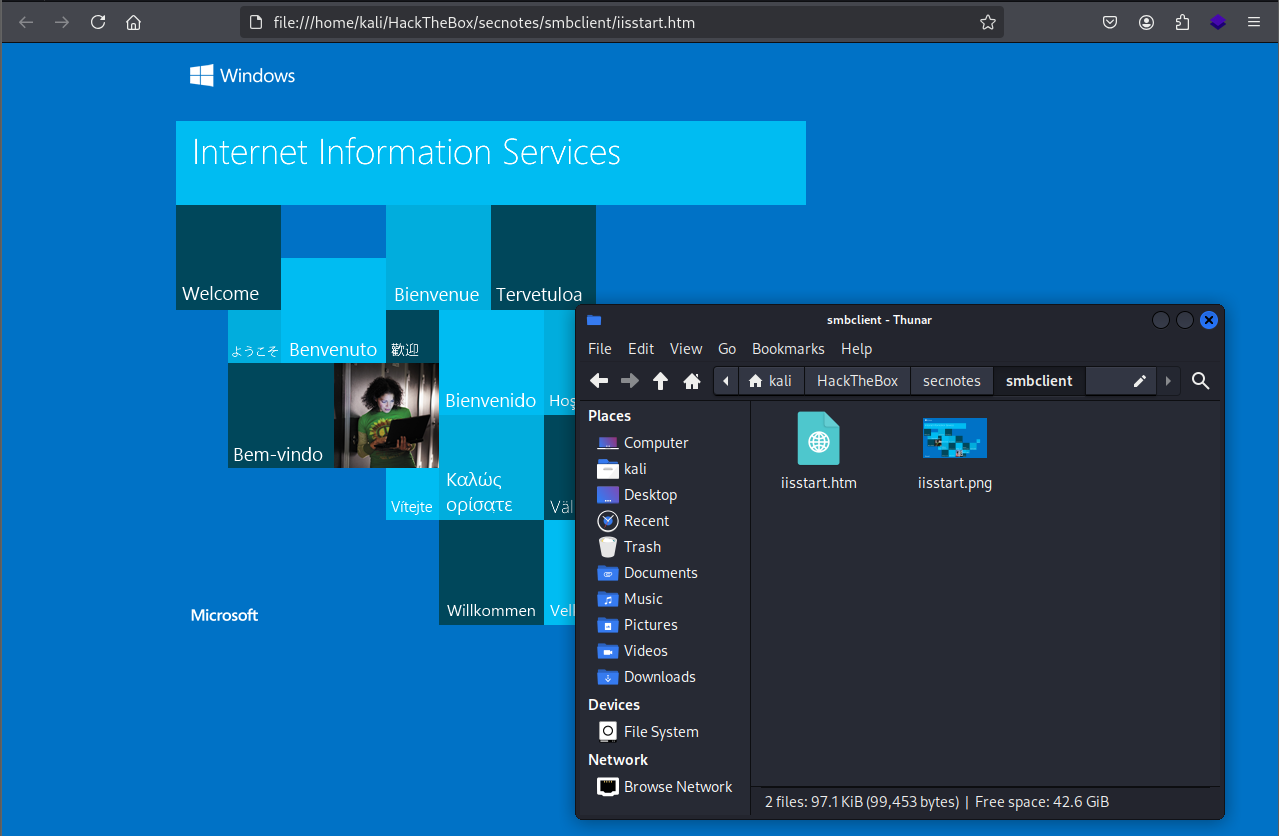 file:///home/kali/HackTheBox/secnotes/smbclient/iisstart.htm
Windows
Internet Information Services
Welcome
Bienvenue
Tervetuloa
ようこそ
Benvenuto
歡迎
Bienvenido
Hoş
Bem-vindo
Vítejte
Καλώς
ορίσατε
Väl
Willkommen
Vel
Microsoft
smbclient - Thunar
File Edit View Go Bookmarks Help
kali HackTheBox secnotes smbclient
Places
Computer
kali
Desktop
Recent
Trash
Documents
Music
Pictures
Videos
Downloads
Devices
File System
Network
Browse Network
iisstart.htm
iisstart.png
2 files: 97.1 KiB (99,453 bytes) | Free space: 42.6 GiB